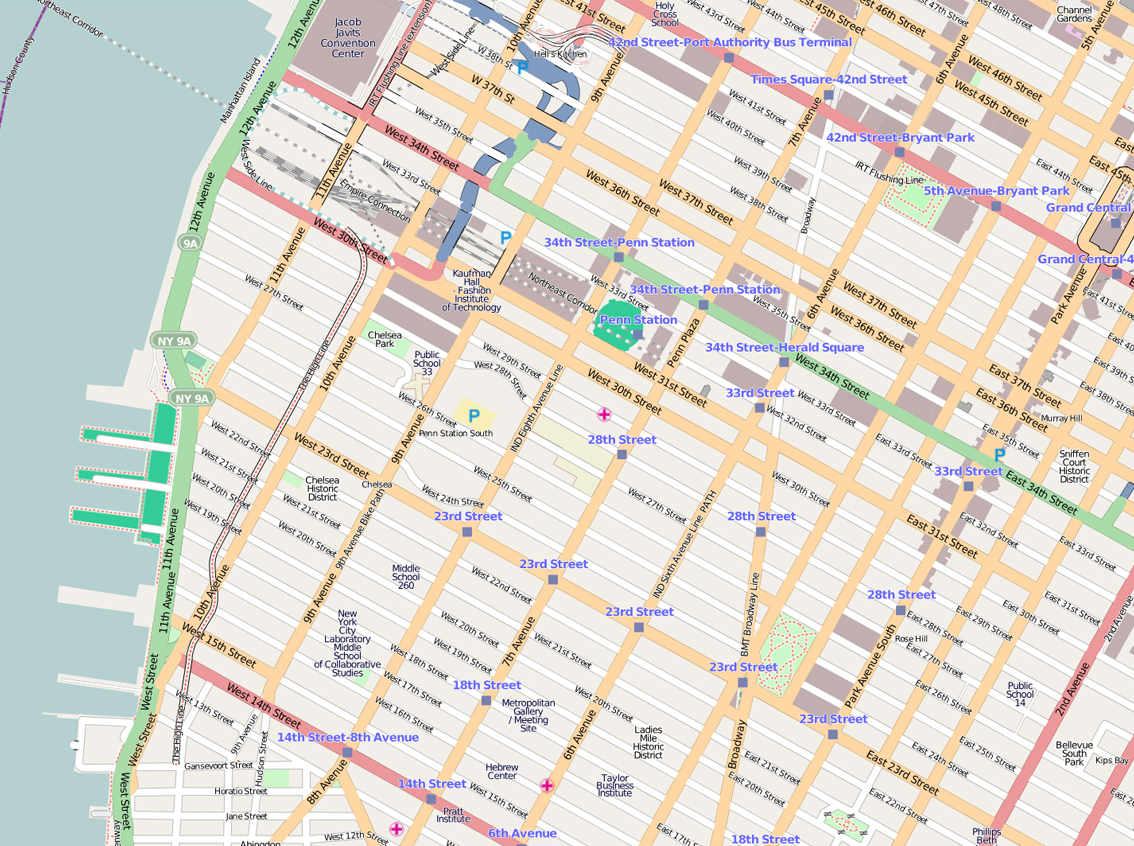 Northeast Corridor
Hudson County
Manhattan Island
12th Avenue
Jacob
Javits
Convention
Center
IRT Flushing Line (extension)
West Side Line
W 38th St
10th Avenue
Hell's Kitchen
West 41st Street
Holy
Cross
School
West 43rd Street
West 44th Street
West 45th Street
West 46th Street
West 47th Street
West 48th Street
Channel
Gardens
5th Avenue
42nd Street-Port Authority Bus Terminal
Times Square-42nd Street
6th Avenue
West 46th Street
West 45th Street
P
W 37th St
9th Avenue
West 41st Street
West 40th Street
7th Avenue
42nd Street-Bryant Park
12th Avenue
West 35th Street
West 34th Street
West 39th Street
IRT Flushing Line
East 44th Street
East 45th
5th Avenue-Bryant Park
Grand Central
West Side Line
11th Avenue
West 33rd Street
Empire Connection
West 36th Street
West 37th Street
West 38th Street
Broadway
12th Avenue
West 30th Street
P
34th Street-Penn Station
Grand Central-4
9A
11th Avenue
Kaufman
Hall
- Fashion
Institute
of Technology
Northeast Corridor
West 33rd Street
34th Street-Penn Station
West 35th Street
6th Avenue
West 37th Street
West 36th Street
Park Avenue
East 41st Street
West 27th Street
Penn Station
Penn Plaza
34th Street-Herald Square
East 39th Street
East 38th
NY 9A
Chelsea
Park
10th Avenue
The High Line
Public
School
33
West 29th Street
West 28th Street
West 31st Street
West 30th Street
West 34th Street
East 37th Street
East 36th Street
NY 9A
West 26th Street
P
Penn Station South
IND Eighth Avenue Line
33rd Street
West 33rd Street
West 32nd Street
Murray Hill
East 35th Street
West 22nd Street
West 23rd Street
9th Avenue
28th Street
East 33rd Street
P
Sniffen
Court
Historic
District
West 21st Street
33rd Street
East 34th Street
West 20th Street
West 19th Street
Chelsea
Historic
District
Chelsea
West 25th Street
West 24th Street
West 27th Street
West 30th Street
West 21st Street
West 20th Street
23rd Street
28th Street
East 32nd Street
East 31st Street
East 33rd Street
11th Avenue
9th Avenue Bike Path
IND Sixth Avenue Line
PATH
23rd Street
Middle
School
260
West 22nd Street
28th Street
11th Avenue
10th Avenue
9th Avenue
23rd Street
BMT Broadway Line
East 31st Street
East 30th Street
East 29th Street
East 28th Street
2nd Avenue
New
York
City
Laboratory
Middle
School
of Collaborative
Studies
West 15th Street
West 20th Street
West 19th Street
West 18th Street
7th Avenue
West 21st Street
Rose Hill
East 27th Street
23rd Street
Park Avenue South
West Street
West 17th Street
18th Street
West 20th Street
East 26th Street
Public
School
14
2nd Avenue
West 14th Street
West 13th Street
West 16th Street
Metropolitan
Gallery
/ Meeting
Site
23rd Street
The High Line
West Street
9th Avenue
14th Street-8th Avenue
6th Avenue
Ladies
Mile
Historic
District
Broadway
East 25th Street
East 24th Street
Bellevue
South
Park
Kips Bay
Gansevoort Street
Hudson Street
Hebrew
Center
East 21st Street
East 23rd Street
West Street
Horatio Street
8th Avenue
14th Street
Taylor
Business
Institute
East 20th Street
East 22nd Street
Jane Street
Pratt
Institute
West 15th Street
Abingdon
West 12th Street
6th Avenue
East 17th Street
18th Street
Phillips
Beth